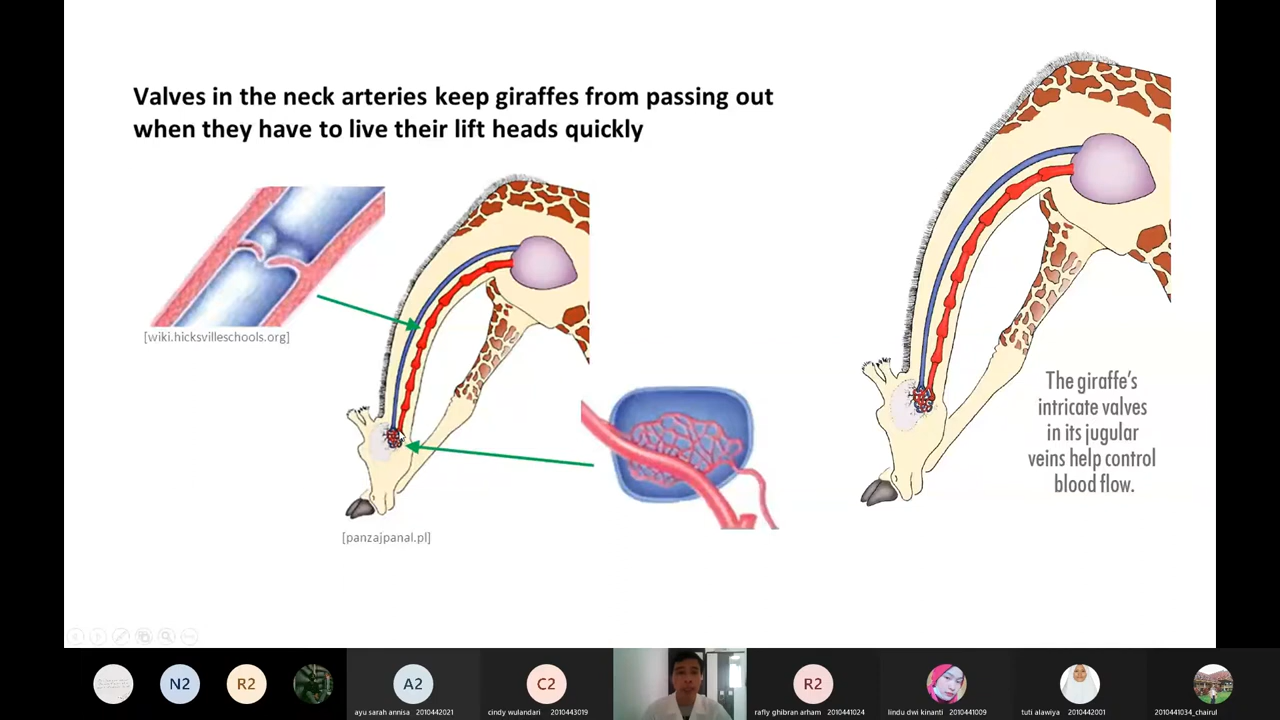 Valves in the neck arteries keep giraffes from passing out
when they have to live their lift heads quickly
[wiki.hicksvilleschools.org]
[panzajpanal.pl]
The giraffe's
intricate valves
in its jugular
veins help control
blood flow.
N2
R2
A2
C2
R2
ayu sarah annisa 2010442021
cindy wulandari 2010443019
rafly ghibran arham 2010441024
lindu dwi kinanti 2010441009
tuti alawiya 2010442001
2010441034_chairul